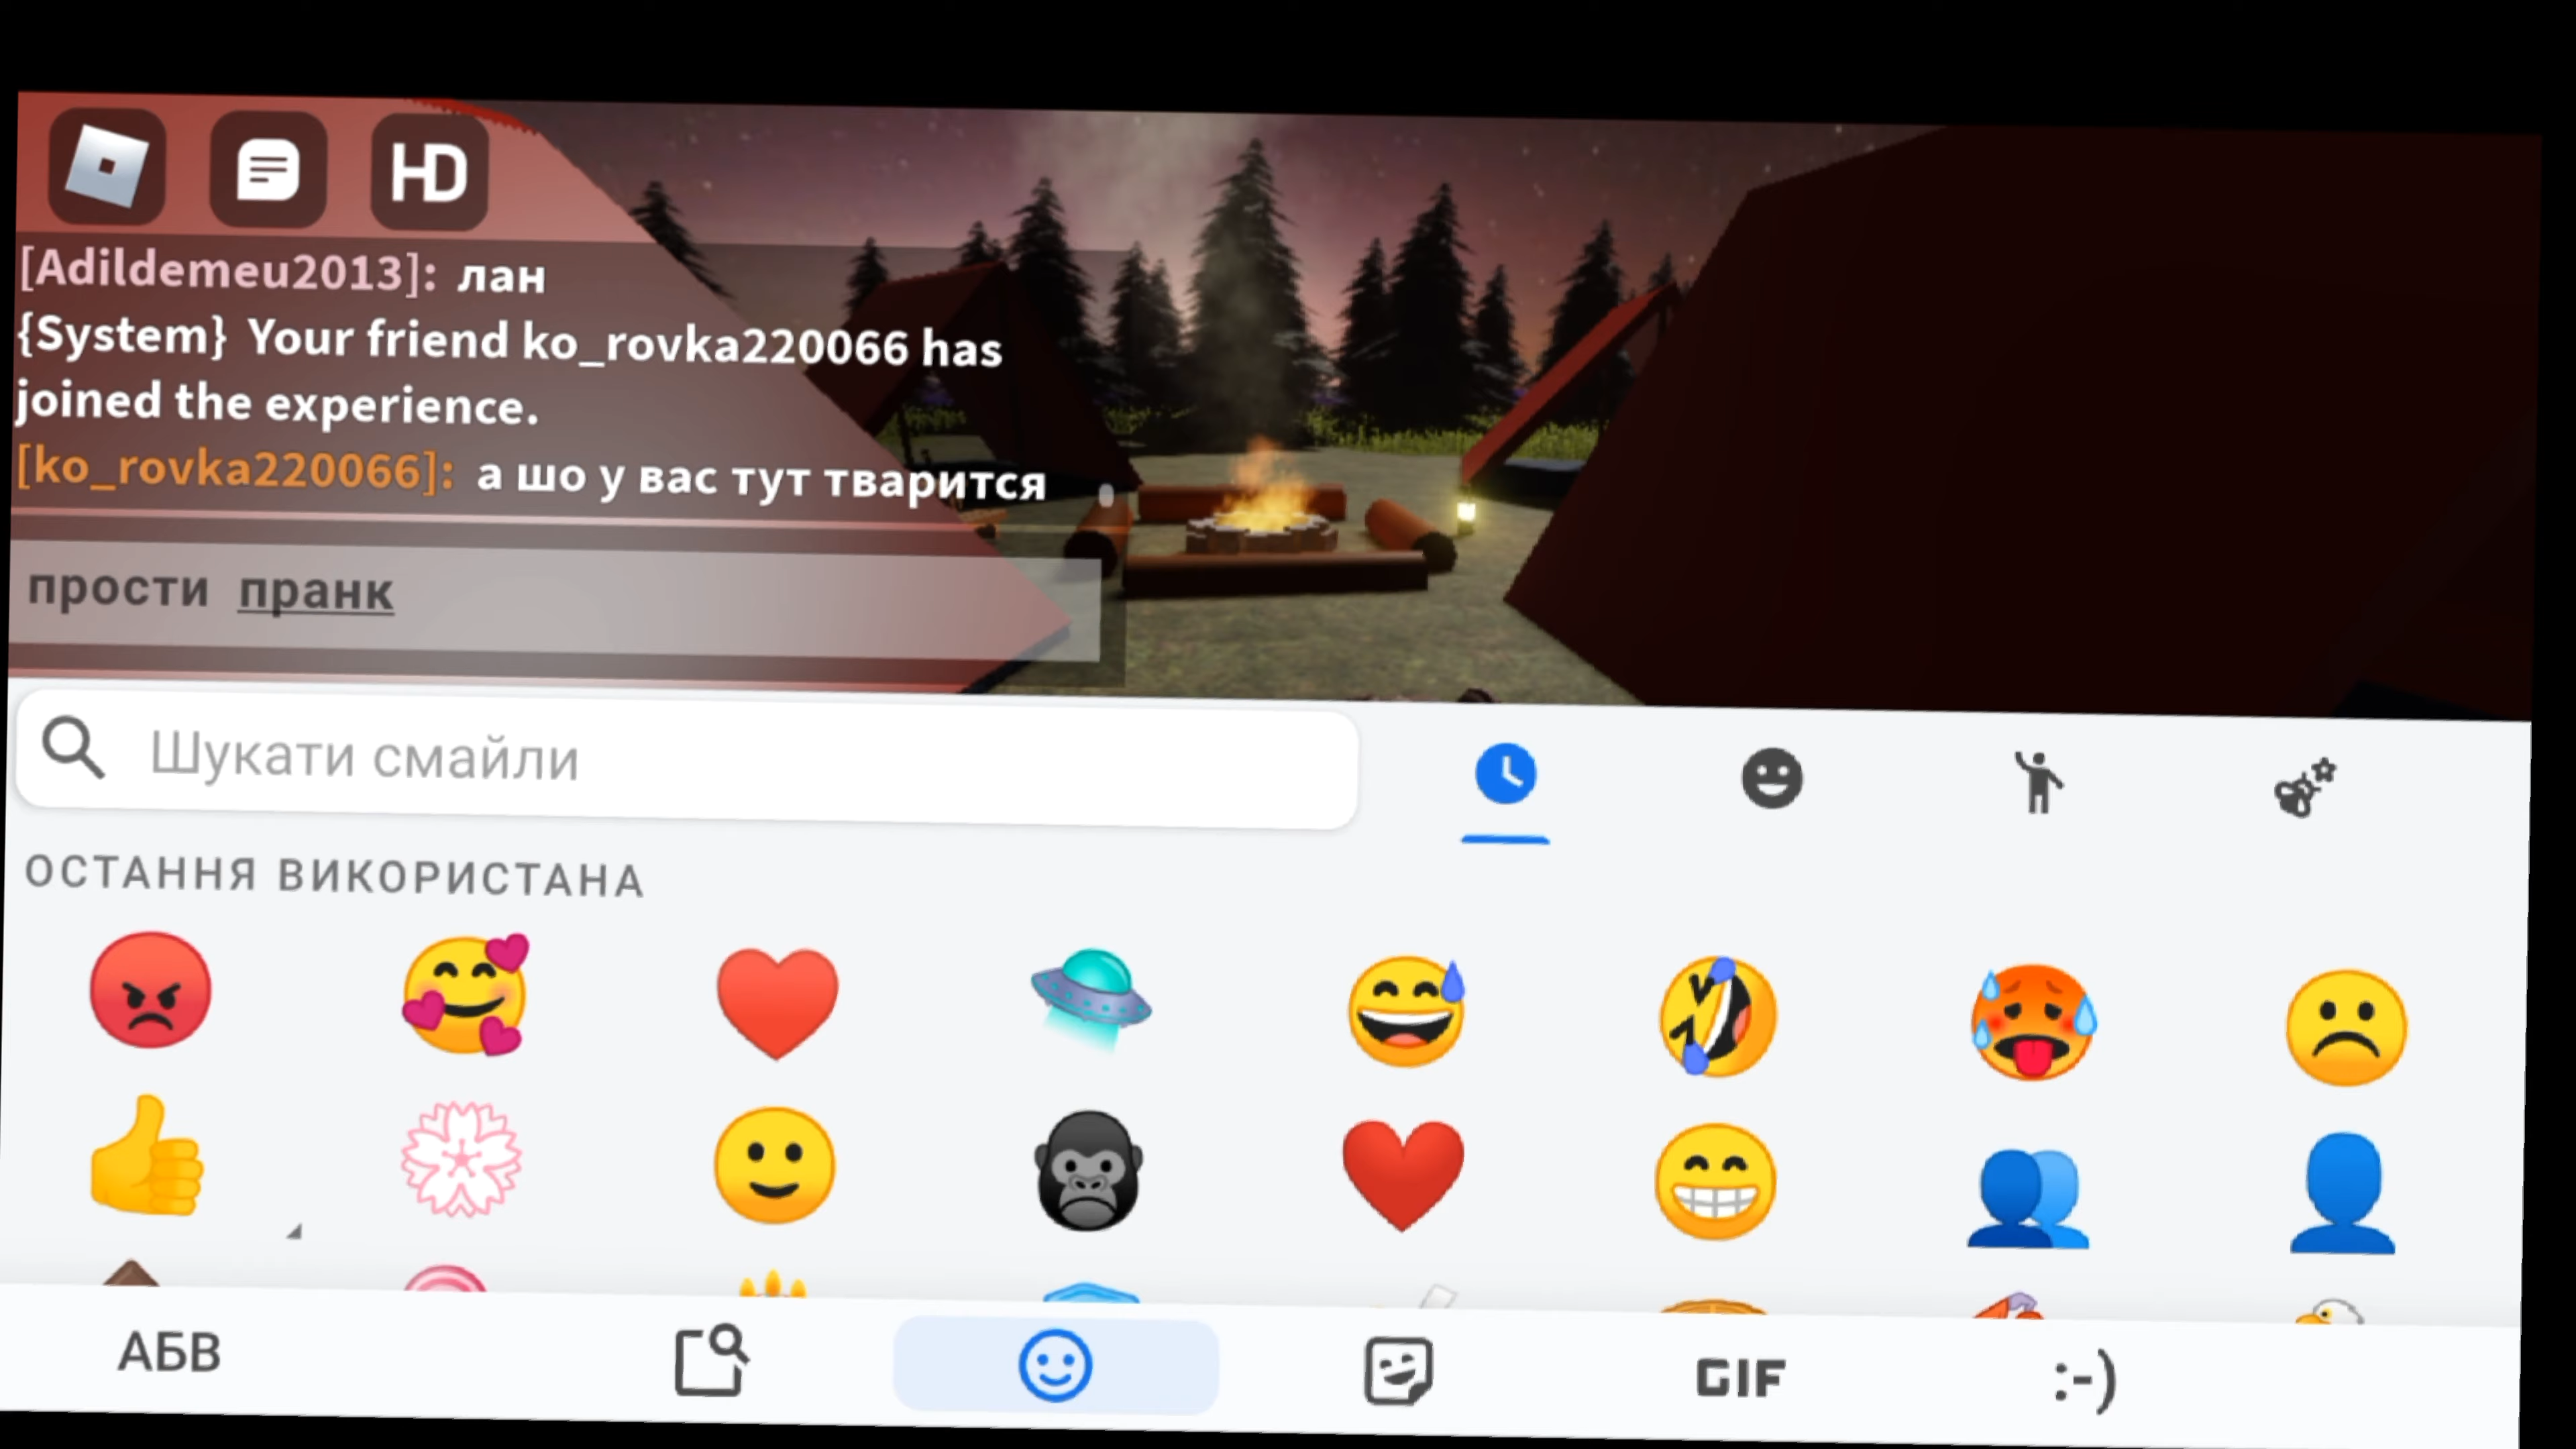 HD
[Adildemeu2013]: лан
{System} Your friend ko_rovka220066 has
joined the experience.
[ko_rovka220066]: а шо у вас тут тварится
прости пранк
Шукати смайли
ОСТАННЯ ВИКОРИСТАНА
АБВ
GIF
:-)